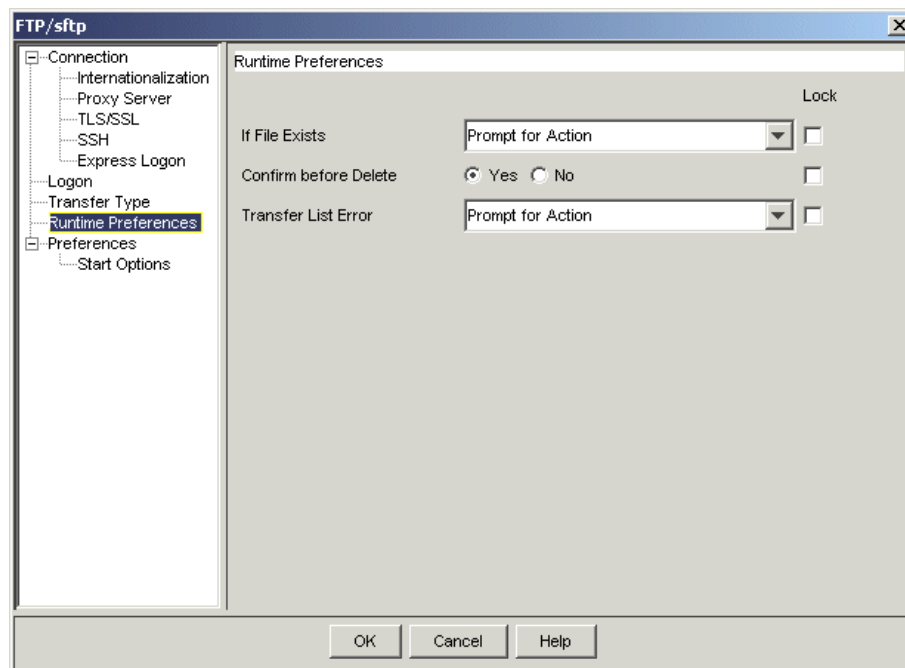 FTP/sftp
Connection
Internationalization
Proxy Server
TLS/SSL
SSH
Express Logon
Logon
Transfer Type
Runtime Preferences
Preferences
Start Options
Runtime Preferences
Lock
If File Exists Prompt for Action
Confirm before Delete Yes No
Transfer List Error Prompt for Action
OK Cancel Help